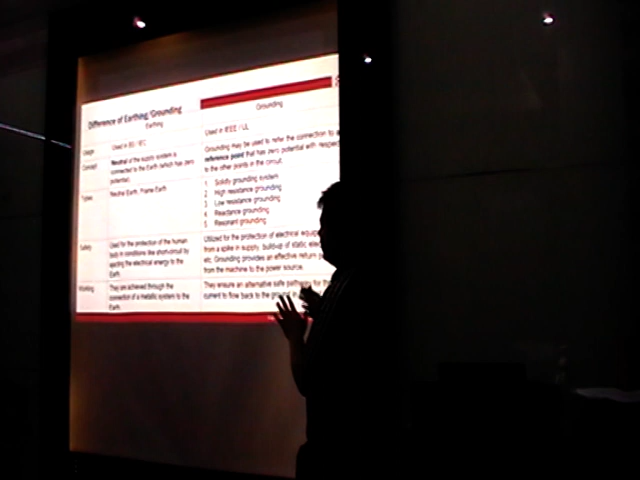 Difference of Earthing/Grounding
Earthing
Grounding
Usage
Used in BS / IEC
Used in IEEE / UL
Concept
Neutral of the supply system is
connected to the Earth (which has zero
potential).
Grounding may be used to refer the connection to a
reference point that has zero potential with respect
to the other points in the circuit.
Types
Neutral Earth, Frame Earth
1 Solidly grounding system
2 High resistance grounding
3 Low resistance grounding
4 Reactance grounding
5 Resonant grounding
Safety
Used for the protection of the human
body in conditions like short-circuit by
ejecting the electrical energy to the
Earth.
Utilized for the protection of electrical
from a spike in supply, build-up of static
etc. Grounding provides an effective return
from the machine to the power source.
Working
They are achieved through the
connection of a metallic system to the
Earth.
They ensure an alternative safe pathway for the
current to flow back to the ground